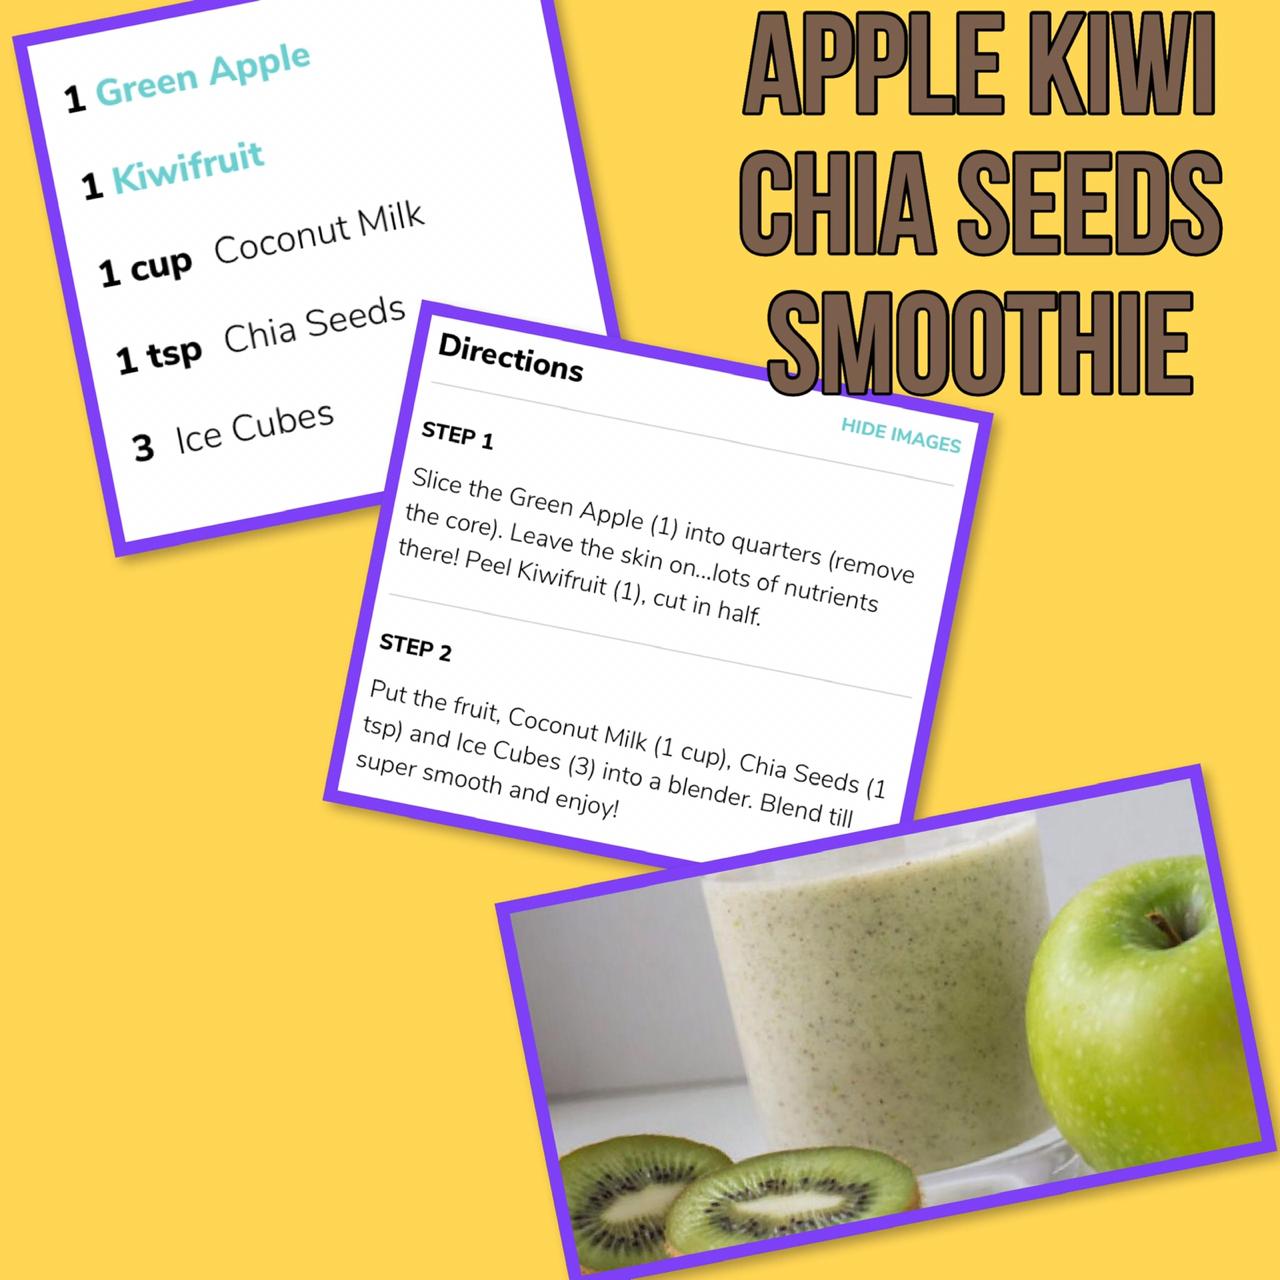 APPLE KIWI
CHIA SEEDS
SMOOTHIE
1 Green Apple
1 Kiwifruit
1 cup Coconut Milk
1 tsp Chia Seeds
3 Ice Cubes
Directions
HIDE IMAGES
STEP 1
Slice the Green Apple (1) into quarters (remove
the core). Leave the skin on...lots of nutrients
there! Peel Kiwifruit (1), cut in half.
STEP 2
Put the fruit, Coconut Milk (1 cup), Chia Seeds (1
tsp) and Ice Cubes (3) into a blender. Blend till
super smooth and enjoy!